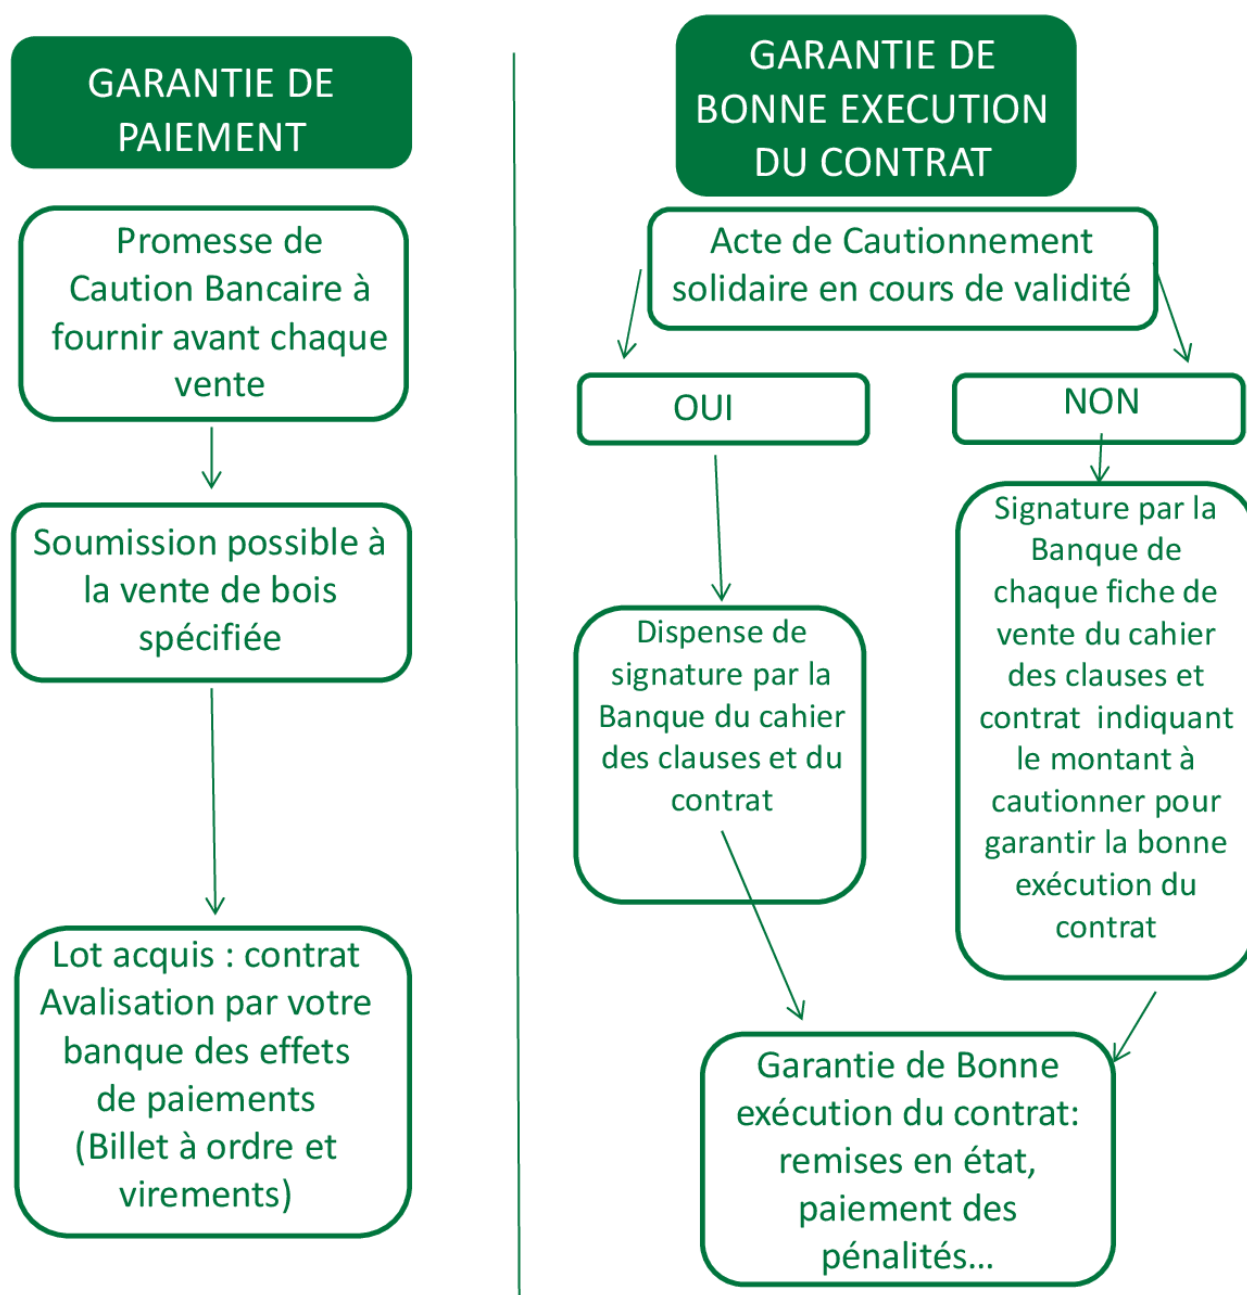 GARANTIE DE
PAIEMENT
Promesse de
Caution Bancaire à
fournir avant chaque
vente
Soumission possible à
la vente de bois
spécifiée
Lot acquis : contrat
Avalisation par votre
banque des effets
de paiements
(Billet à ordre et
virements)
GARANTIE DE
BONNE EXECUTION
DU CONTRAT
Acte de Cautionnement
solidaire en cours de validité
OUI
NON
Dispense de
signature par la
Banque du cahier
des clauses et du
contrat
Signature par la
Banque de
chaque fiche de
vente du cahier
des clauses et
contrat indiquant
le montant à
cautionner pour
garantir la bonne
exécution du
contrat
Garantie de Bonne
exécution du contrat:
remises en état,
paiement des
pénalités...